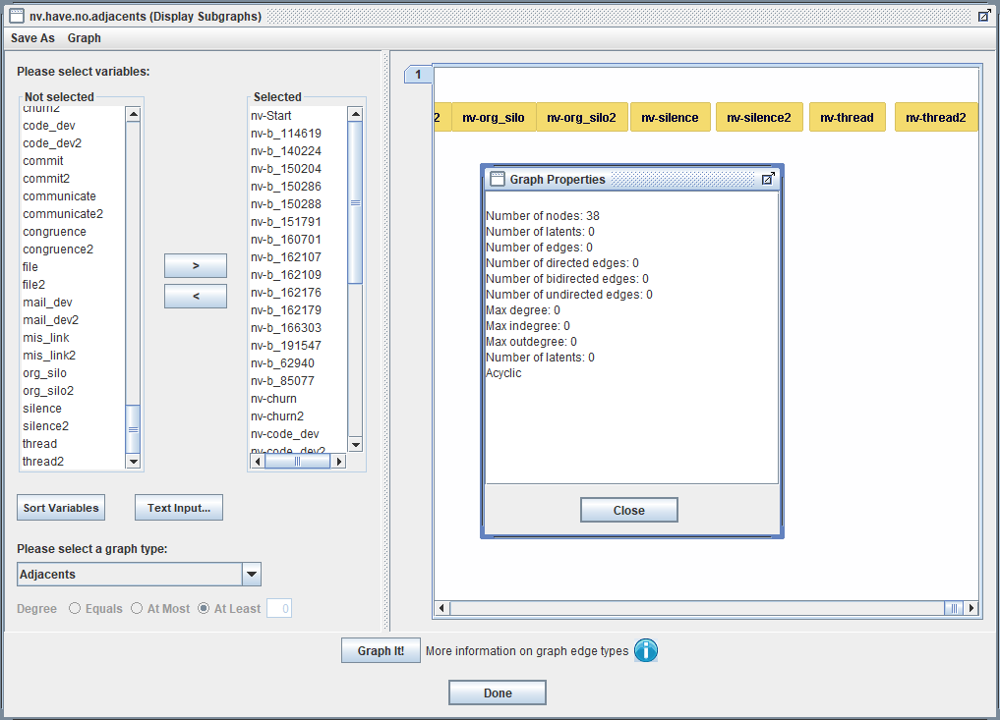 nv.have.no.adjacents (Display Subgraphs)
Save As Graph
Please select variables:
Not selected
churn2
code_dev
code_dev2
commit
commit2
communicate
communicate2
congruence
congruence2
file
file2
mail_dev
mail_dev2
mis_link
mis_link2
org_silo
org_silo2
silence
silence2
thread
thread2
>
<
Selected
nv-Start
nv-b_114619
nv-b_140224
nv-b_150204
nv-b_150286
nv-b_150288
nv-b_151791
nv-b_160701
nv-b_162107
nv-b_162109
nv-b_162176
nv-b_162179
nv-b_166303
nv-b_191547
nv-b_62940
nv-b_85077
nv-churn
nv-churn2
nv-code_dev
nv-code_dev2
Sort Variables Text Input...
Please select a graph type:
Adjacents
Degree Equals At Most At Least 0
1
2 nv-org_silo nv-org_silo2 nv-silence nv-silence2 nv-thread nv-thread2
Graph Properties
Number of nodes: 38
Number of latents: 0
Number of edges: 0
Number of directed edges: 0
Number of bidirected edges: 0
Number of undirected edges: 0
Max degree: 0
Max indegree: 0
Max outdegree: 0
Number of latents: 0
Acyclic
Close
Graph It! More information on graph edge types i
Done